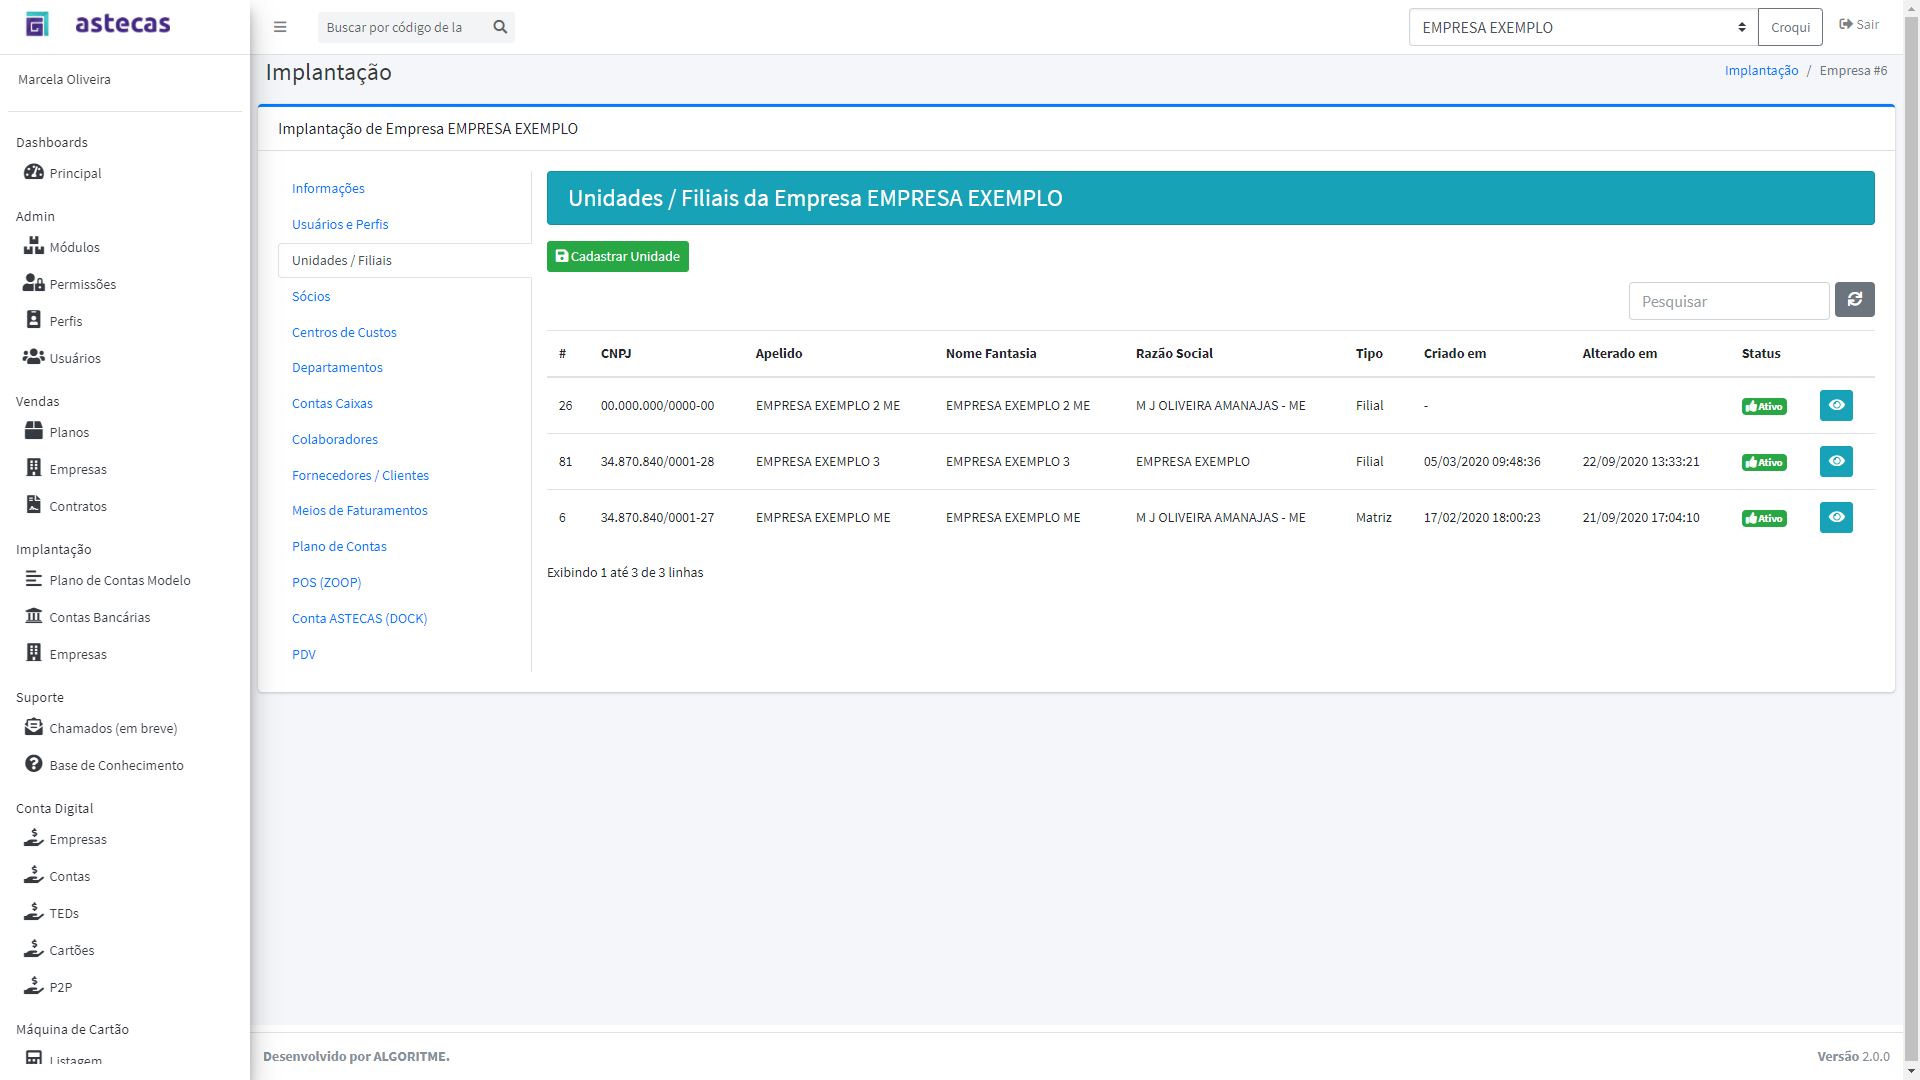 astecas
Buscar por código de la
EMPRESA EXEMPLO
Croqui
Sair
Marcela Oliveira
Dashboards
Principal
Admin
Módulos
Permissões
Perfis
Usuários
Vendas
Planos
Empresas
Contratos
Implantação
Plano de Contas Modelo
Contas Bancárias
Empresas
Suporte
Chamados (em breve)
Base de Conhecimento
Conta Digital
Empresas
Contas
TEDs
Cartões
P2P
Máquina de Cartão
Listagem
Implantação
Implantação / Empresa #6
Implantação de Empresa EMPRESA EXEMPLO
Informações
Usuários e Perfis
Unidades / Filiais
Sócios
Centros de Custos
Departamentos
Contas Caixas
Colaboradores
Fornecedores / Clientes
Meios de Faturamentos
Plano de Contas
POS (ZOOP)
Conta ASTECAS (DOCK)
PDV
Unidades / Filiais da Empresa EMPRESA EXEMPLO
Cadastrar Unidade
Pesquisar
# CNPJ Apelido Nome Fantasia Razão Social Tipo Criado em Alterado em Status
26 00.000.000/0000-00 EMPRESA EXEMPLO 2 ME EMPRESA EXEMPLO 2 ME M J OLIVEIRA AMANAJAS - ME Filial - Ativo
81 34.870.840/0001-28 EMPRESA EXEMPLO 3 EMPRESA EXEMPLO 3 EMPRESA EXEMPLO Filial 05/03/2020 09:48:36 22/09/2020 13:33:21 Ativo
6 34.870.840/0001-27 EMPRESA EXEMPLO ME EMPRESA EXEMPLO ME M J OLIVEIRA AMANAJAS - ME Matriz 17/02/2020 18:00:23 21/09/2020 17:04:10 Ativo
Exibindo 1 até 3 de 3 linhas
Desenvolvido por ALGORITME.
Versão 2.0.0